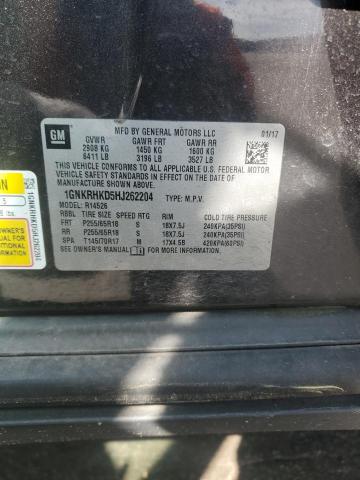 GM
MFD BY GENERAL MOTORS LLC 01/17
GVWR GAWR FRT GAWR RR
2908 KG 1450 KG 1600 KG
6411 LB 3196 LB 3527 LB
THIS VEHICLE CONFORMS TO ALL APPLICABLE U.S. FEDERAL MOTOR
VEHICLE SAFETY STANDARDS IN EFFECT ON THE DATE OF
MANUFACTURE SHOWN ABOVE.
1GNKRHKD5HJ262204 TYPE: M.P.V.
MODEL: R14526
RBBL TIRE SIZE SPEED RTG RIM COLD TIRE PRESSURE
FRT P255/65R18 S 18X7.5J 240KPA(35PSI)
RR P255/65R18 S 18X7.5J 240KPA(35PSI)
SPA T145/70R17 M 17X4.5B 420KPA(60PSI)
SEE OWNER'S MANUAL FOR ADDITIONAL INFORMATION
1GNKRHKD5HJ262204
OWNER'S
MANUAL